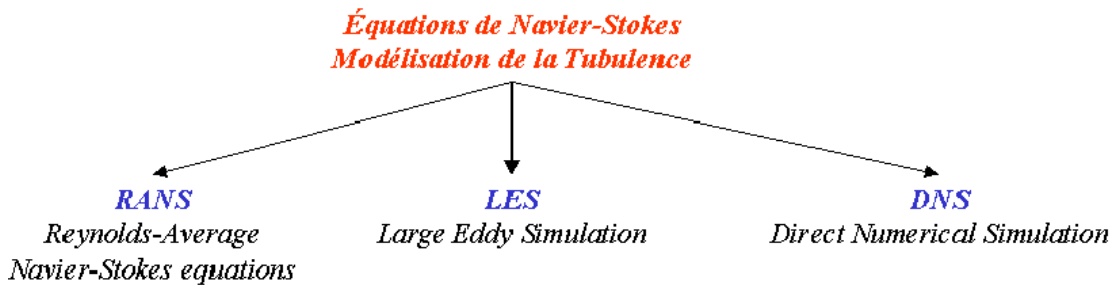 Équations de Navier-Stokes
Modélisation de la Tubulence
RANS
Reynolds-Average
Navier-Stokes equations
LES
Large Eddy Simulation
DNS
Direct Numerical Simulation